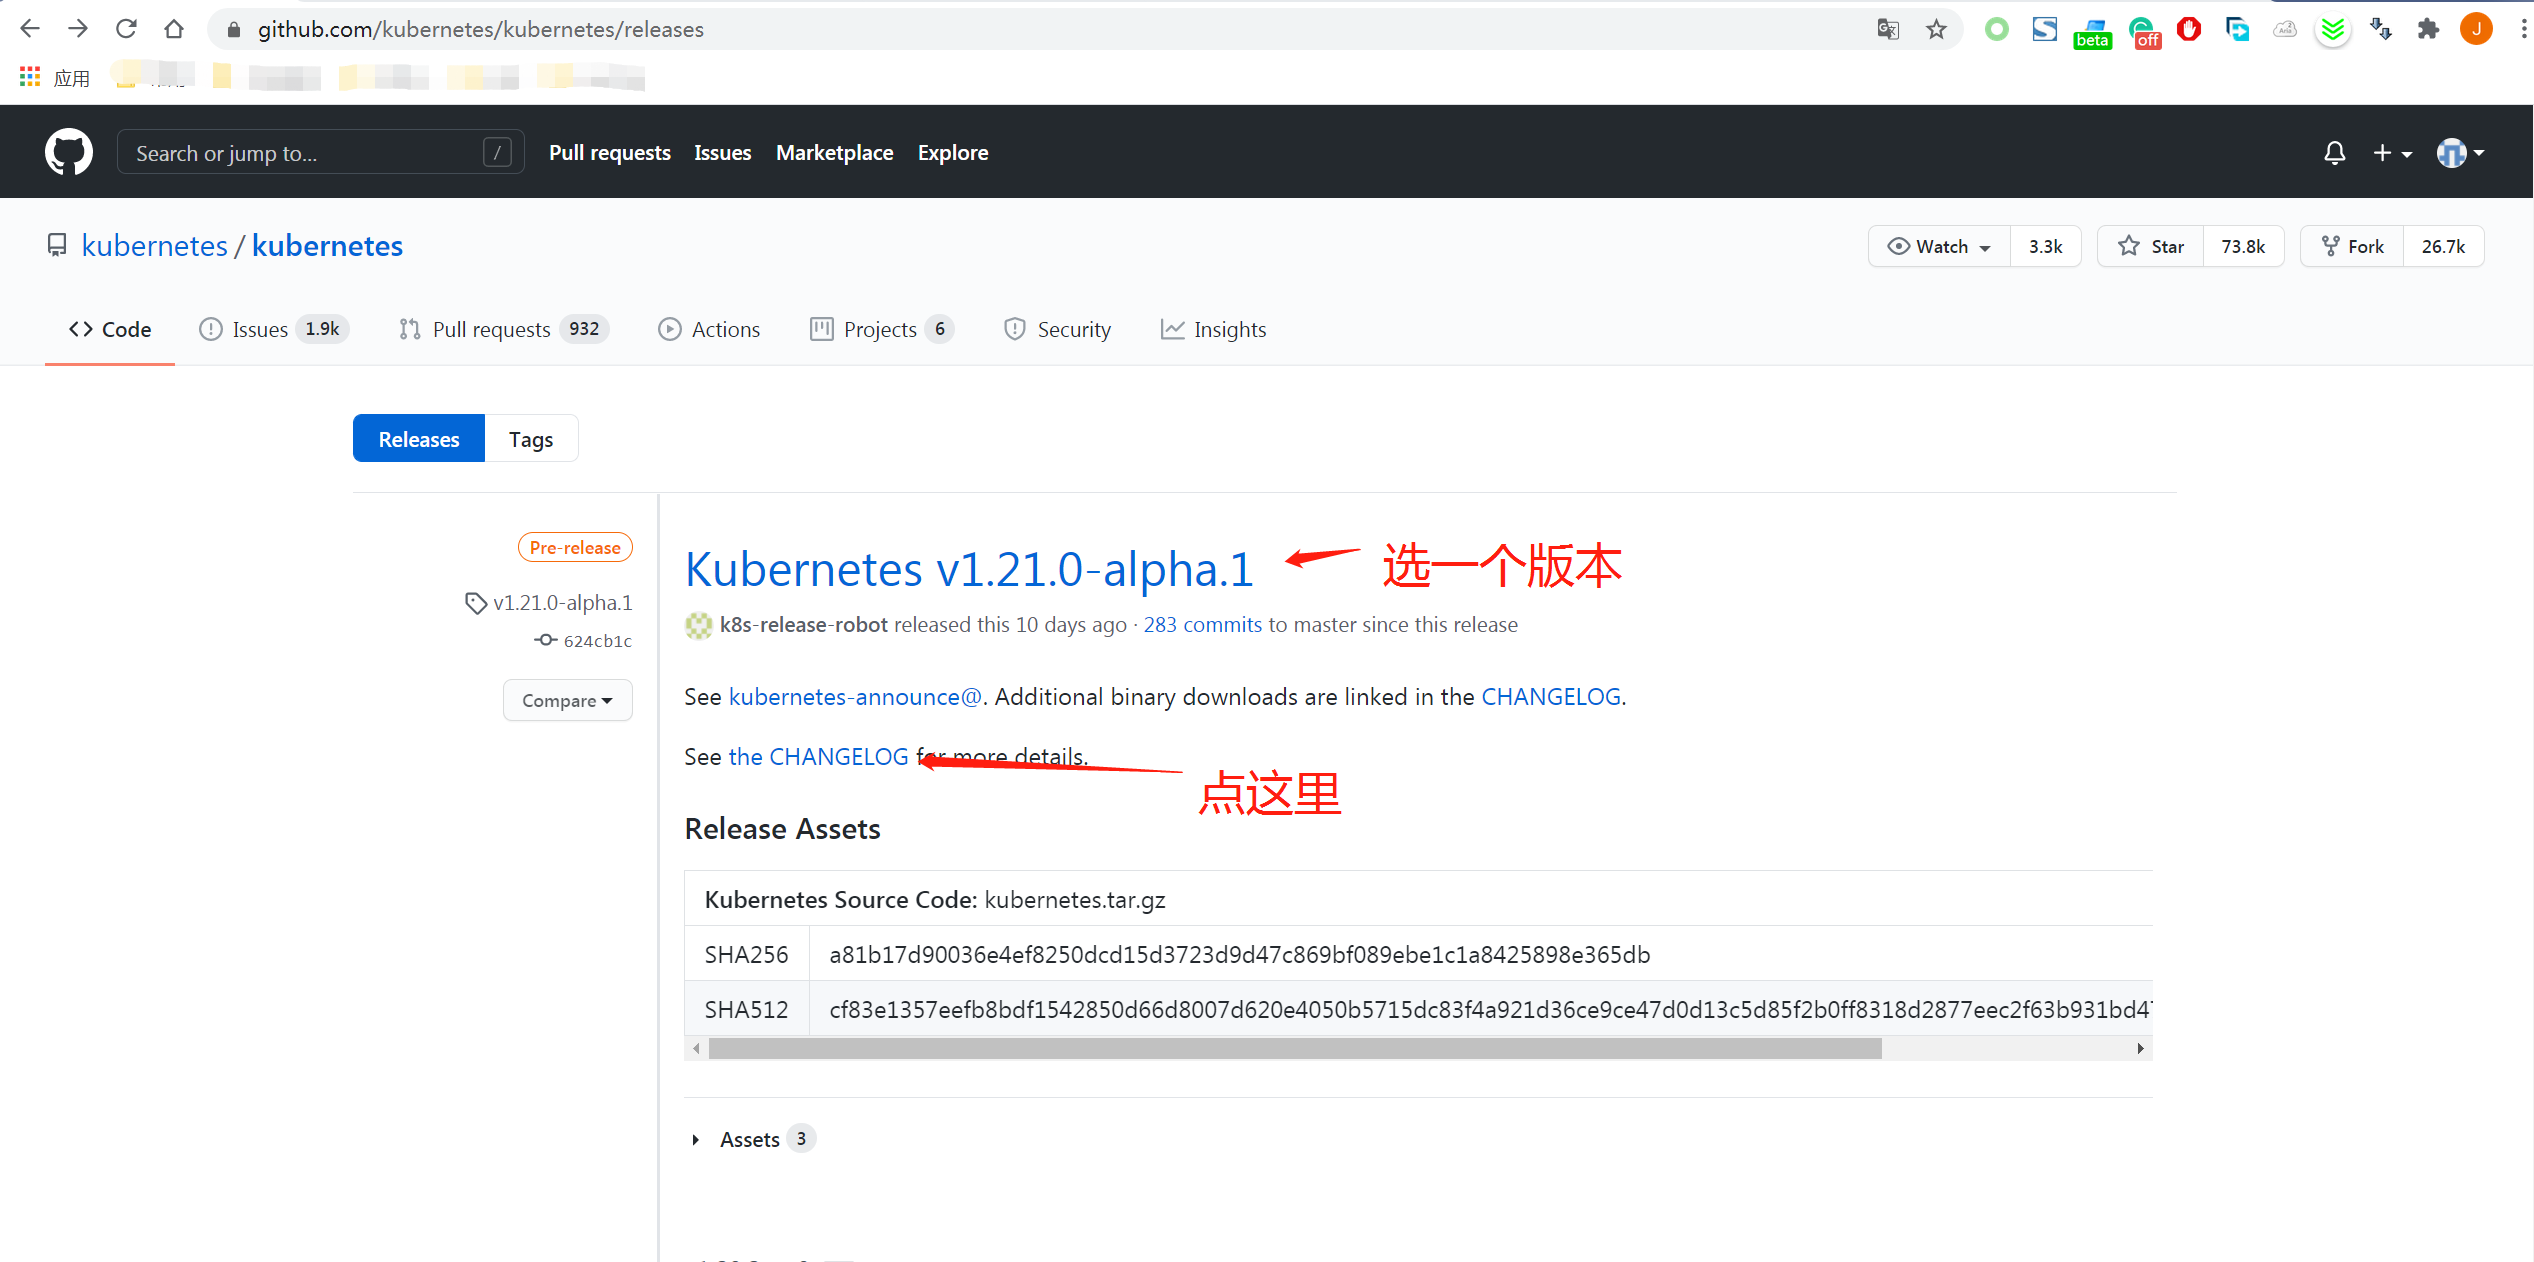 github.com/kubernetes/kubernetes/releases
beta
off
J
应用
Search or jump to...
/
Pull requests
Issues
Marketplace
Explore
kubernetes / kubernetes
Watch
3.3k
Star
73.8k
Fork
26.7k
Code
Issues 1.9k
Pull requests 932
Actions
Projects 6
Security
Insights
Releases
Tags
Pre-release
v1.21.0-alpha.1
624cb1c
Compare
Kubernetes v1.21.0-alpha.1
选一个版本
k8s-release-robot released this 10 days ago · 283 commits to master since this release
See kubernetes-announce@. Additional binary downloads are linked in the CHANGELOG.
See the CHANGELOG for more details.
点这里
Release Assets
Kubernetes Source Code: kubernetes.tar.gz
SHA256 a81b17d90036e4ef8250dcd15d3723d9d47c869bf089ebe1c1a8425898e365db
SHA512 cf83e1357eefb8bdf1542850d66d8007d620e4050b5715dc83f4a921d36ce9ce47d0d13c5d85f2b0ff8318d2877eec2f63b931bd47
Assets 3